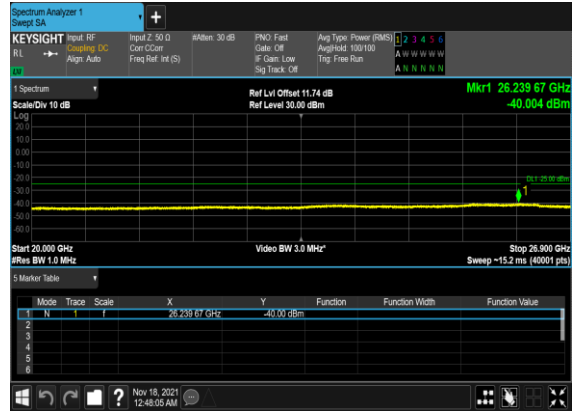 Spectrum Analyzer 1
Swept SA
+
KEYSIGHT Input: RF Input Z: 50 Ω #Atten: 30 dB PNO: Fast Avg Type: Power (RMS) 1 2 3 4 5 6
RL Coupling: DC Corr CCorr Gate: Off Avg|Hold: 100/100 A W W W W W
Align: Auto Freq Ref: Int (S) IF Gain: Low Trig: Free Run
LW Sig Track: Off A N N N N N
1 Spectrum Ref Lvl Offset 11.74 dB Mkr1 26.239 67 GHz
Scale/Div 10 dB Ref Level 30.00 dBm -40.004 dBm
Log
20.0
10.0
0.00
-10.0
-20.0
DL1 -25.00 dBm
-30.0
1
-40.0
-50.0
-60.0
Start 20.000 GHz Video BW 3.0 MHz* Stop 26.900 GHz
#Res BW 1.0 MHz Sweep ~15.2 ms (40001 pts)
5 Marker Table
Mode Trace Scale X Y Function Function Width Function Value
1 N 1 f 26.239 67 GHz -40.00 dBm
2
3
4
5
6
? Nov 18, 2021
12:48:05 AM